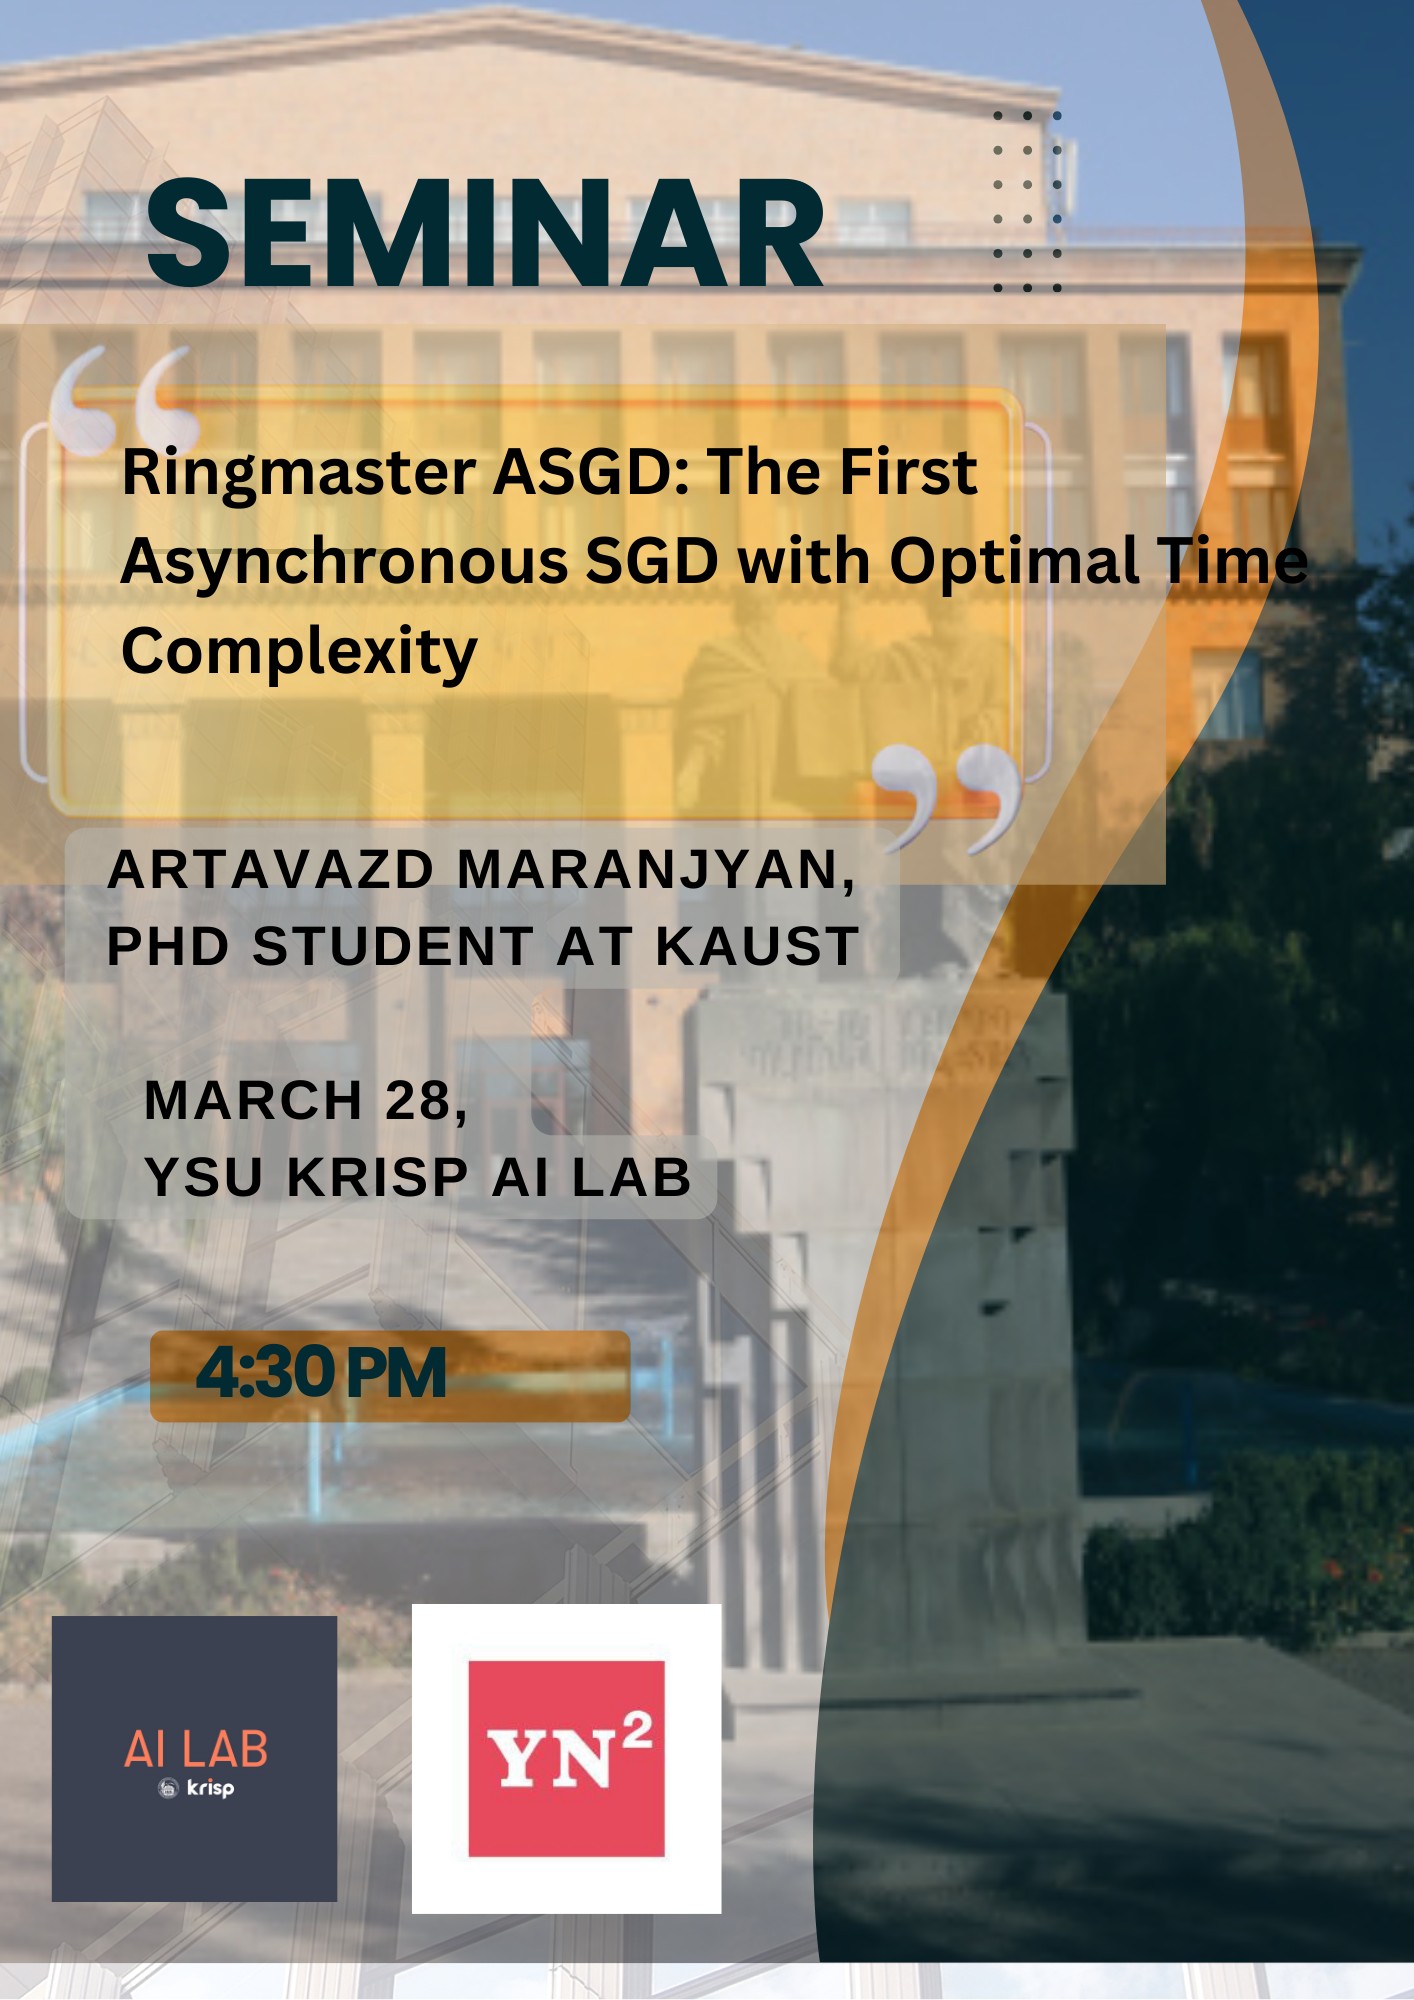 SEMINAR
Ringmaster ASGD: The First
Asynchronous SGD with Optimal Time
Complexity
ARTAVAZD MARANJYAN,
PHD STUDENT AT KAUST
MARCH 28,
YSU KRISP AI LAB
4:30 PM
AI LAB
krisp
YN²